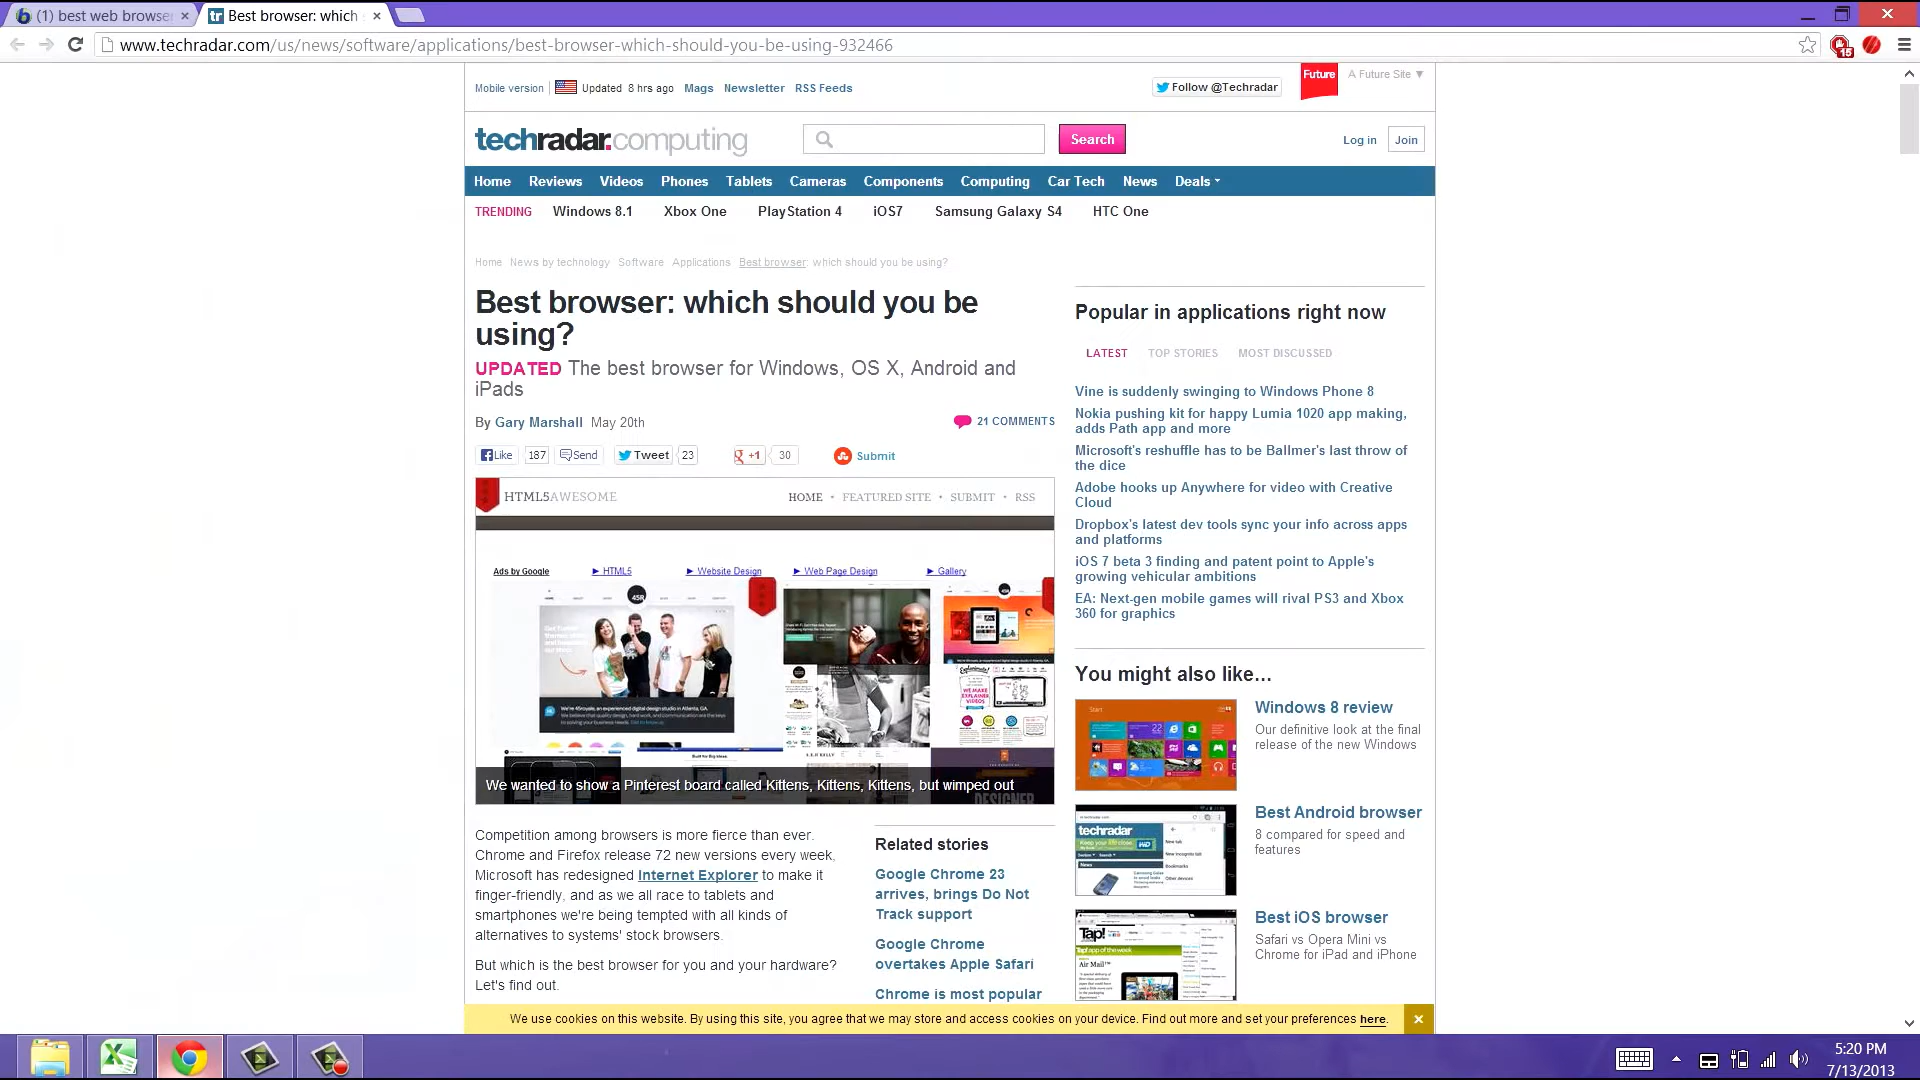 (1) best web browse
Best browser: which
www.techradar.com/us/news/software/applications/best-browser-which-should-you-be-using-932466
15
Mobile version
Updated 8 hrs ago
Mags
Newsletter
RSS Feeds
Follow @Techradar
Future
A Future Site ▼
techradar.computing
Search
Log in
Join
Home Reviews Videos Phones Tablets Cameras Components Computing Car Tech News Deals
TRENDING Windows 8.1 Xbox One PlayStation 4 iOS7 Samsung Galaxy S4 HTC One
Home News by technology Software Applications Best browser: which should you be using?
Best browser: which should you be
using?
UPDATED The best browser for Windows, OS X, Android and
iPads
By Gary Marshall May 20th
21 COMMENTS
Like 187 Send Tweet 23 +1 30 Submit
HTML5AWESOME
HOME • FEATURED SITE • SUBMIT • RSS
Ads by Google
► HTML5
► Website Design
► Web Page Design
► Gallery
We wanted to show a Pinterest board called Kittens, Kittens, Kittens, but wimped out
Competition among browsers is more fierce than ever.
Chrome and Firefox release 72 new versions every week,
Microsoft has redesigned Internet Explorer to make it
finger-friendly, and as we all race to tablets and
smartphones we're being tempted with all kinds of
alternatives to systems' stock browsers.
But which is the best browser for you and your hardware?
Let's find out.
Related stories
Google Chrome 23
arrives, brings Do Not
Track support
Google Chrome
overtakes Apple Safari
Chrome is most popular
Popular in applications right now
LATEST TOP STORIES MOST DISCUSSED
Vine is suddenly swinging to Windows Phone 8
Nokia pushing kit for happy Lumia 1020 app making,
adds Path app and more
Microsoft's reshuffle has to be Ballmer's last throw of
the dice
Adobe hooks up Anywhere for video with Creative
Cloud
Dropbox's latest dev tools sync your info across apps
and platforms
iOS 7 beta 3 finding and patent point to Apple's
growing vehicular ambitions
EA: Next-gen mobile games will rival PS3 and Xbox
360 for graphics
You might also like...
Windows 8 review
Our definitive look at the final
release of the new Windows
Start
Best Android browser
8 compared for speed and
features
techradar
Best iOS browser
Safari vs Opera Mini vs
Chrome for iPad and iPhone
Tap!
Air Mail
We use cookies on this website. By using this site, you agree that we may store and access cookies on your device. Find out more and set your preferences here.
5:20 PM
7/13/2013